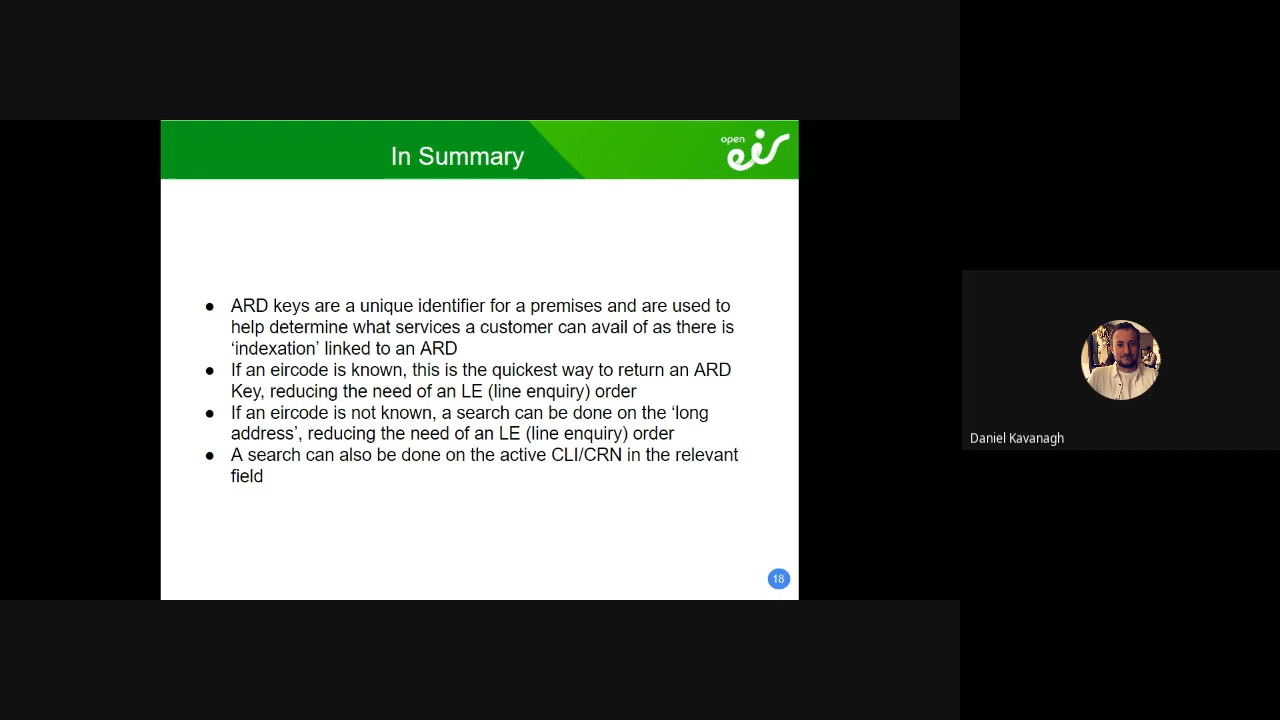 In Summary
open
eir
● ARD keys are a unique identifier for a premises and are used to
help determine what services a customer can avail of as there is
‘indexation’ linked to an ARD
● If an eircode is known, this is the quickest way to return an ARD
Key, reducing the need of an LE (line enquiry) order
● If an eircode is not known, a search can be done on the ‘long
address’, reducing the need of an LE (line enquiry) order
● A search can also be done on the active CLI/CRN in the relevant
field
18
Daniel Kavanagh